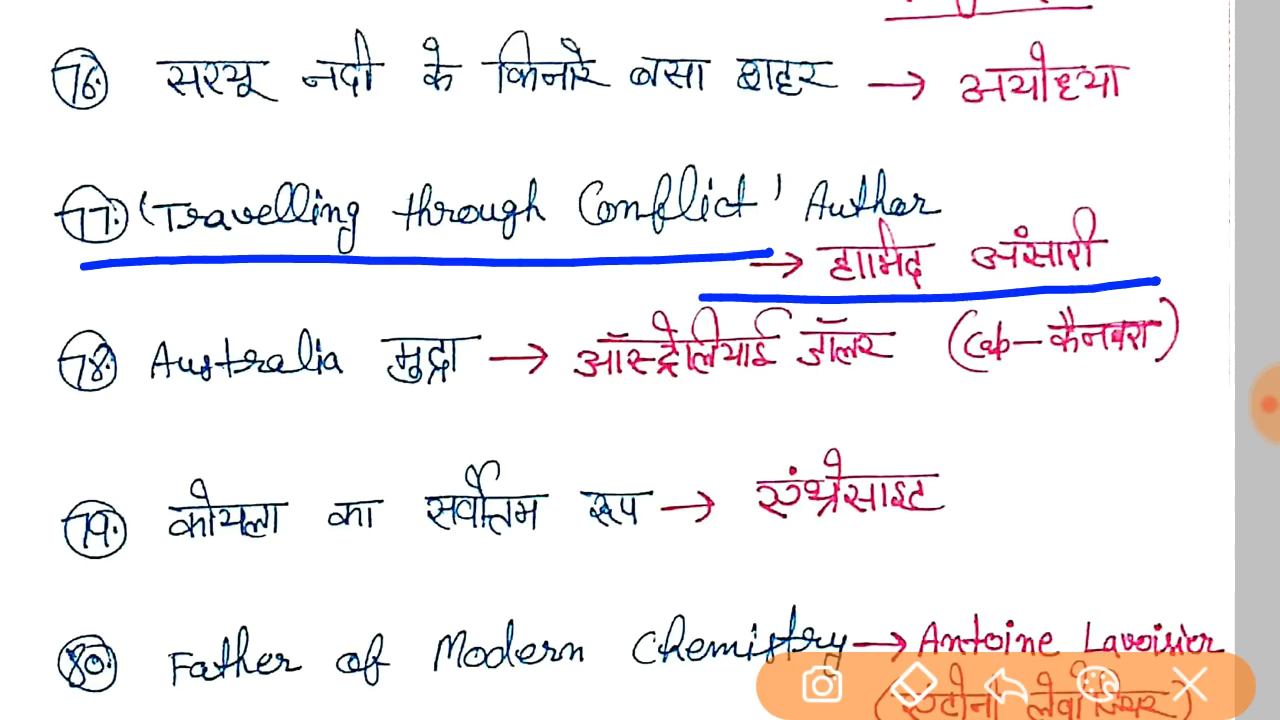 76. सरयू नदी के किनारे बसा शहर → अयोध्या
77. 'Travelling through Conflict' Author
→ हामिद अंसारी
78. Australia मुद्रा → ऑस्ट्रेलियाई डॉलर (Cap-कैनबरा)
79. कोयला का सर्वोत्तम रूप → एंथ्रेसाइट
80. Father of Modern Chemistry → Antoine Lavoisier